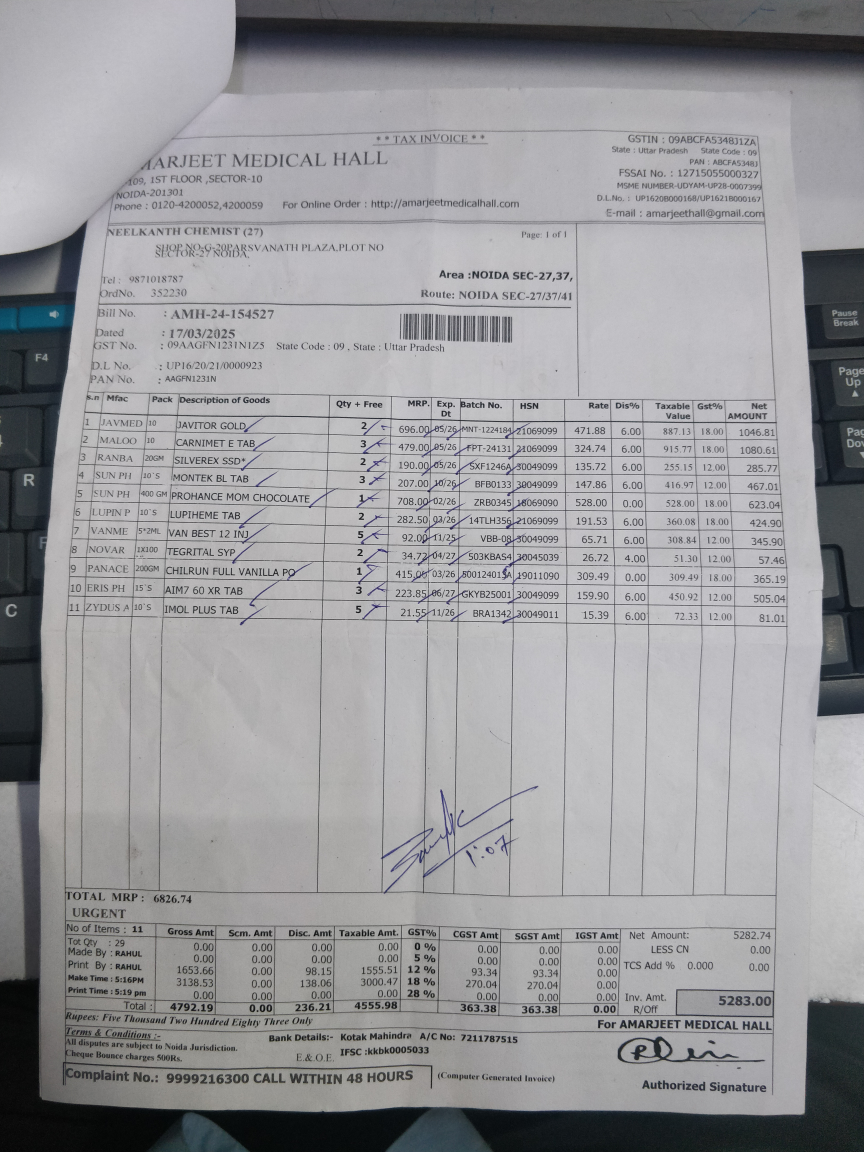 * * TAX INVOICE * *
MARJEET MEDICAL HALL
109, 1ST FLOOR ,SECTOR-10
NOIDA-201301
Phone : 0120-4200052,4200059 For Online Order : http://amarjeetmedicalhall.com
GSTIN : 09ABCFA5348J1ZA
State : Uttar Pradesh State Code : 09
PAN : ABCFA5348J
FSSAI No. : 12715055000327
MSME NUMBER-UDYAM-UP28-0007399
D.L.No. : UP1620B000168/UP1621B000167
E-mail : amarjeethall@gmail.com
NEELKANTH CHEMIST (27) Page: 1 of 1
SHOP NO-G-20PARSVANATH PLAZA,PLOT NO
SECTOR-27 NOIDA,
Tel : 9871018787 Area :NOIDA SEC-27,37,
OrdNo. 352230 Route: NOIDA SEC-27/37/41
Bill No. : AMH-24-154527
Dated : 17/03/2025
GST No. : 09AAGFN1231N1Z5 State Code : 09 , State : Uttar Pradesh
D.L No. : UP16/20/21/0000923
PAN No. : AAGFN1231N
S.n Mfac Pack Description of Goods Qty + Free MRP. Exp. Dt Batch No. HSN Rate Dis% Taxable Value Gst% Net AMOUNT
1 JAVMED 10 JAVITOR GOLD 2 696.00 05/26 MNT-1224184 21069099 471.88 6.00 887.13 18.00 1046.81
2 MALOO 10 CARNIMET E TAB 3 479.00 05/26 FPT-24131 21069099 324.74 6.00 915.77 18.00 1080.61
3 RANBA 20GM SILVEREX SSD* 2 190.00 05/26 SXF1246A 30049099 135.72 6.00 255.15 12.00 285.77
4 SUN PH 10`S MONTEK BL TAB 3 207.00 10/26 BFB0133 30049099 147.86 6.00 416.97 12.00 467.01
5 SUN PH 400 GM PROHANCE MOM CHOCOLATE 1 708.00 02/26 ZRB0345 18069090 528.00 0.00 528.00 18.00 623.04
6 LUPIN P 10`S LUPIHEME TAB 2 282.50 03/26 14TLH356 21069099 191.53 6.00 360.08 18.00 424.90
7 VANME 5*2ML VAN BEST 12 INJ 5 92.00 11/25 VBB-08 30049099 65.71 6.00 308.84 12.00 345.90
8 NOVAR 1X100 TEGRITAL SYP 2 34.72 04/27 503KBAS4 30045039 26.72 4.00 51.30 12.00 57.46
9 PANACE 200GM CHILRUN FULL VANILLA PO 1 415.00 03/26 19011090 309.49 0.00 309.49 18.00 365.19
10 ERIS PH 15`S AIM7 60 XR TAB 3 223.85 06/27 GKYB25001 30049099 159.90 6.00 450.92 12.00 505.04
11 ZYDUS A 10`S IMOL PLUS TAB 5 21.55 11/26 BRA1342 30049011 15.39 6.00 72.33 12.00 81.01
1:07
TOTAL MRP : 6826.74
URGENT
No of Items : 11 Gross Amt Scm. Amt Disc. Amt Taxable Amt. GST% CGST Amt SGST Amt IGST Amt Net Amount: 5282.74
Tot Qty : 29 0.00 0.00 0.00 0.00 0 % 0.00 0.00 0.00 LESS CN 0.00
Made By : RAHUL 0.00 0.00 0.00 0.00 5 % 0.00 0.00 0.00
Print By : RAHUL 1653.66 0.00 98.15 1555.51 12 % 93.34 93.34 0.00 TCS Add % 0.000 0.00
Make Time : 5:16PM 3138.53 0.00 138.06 3000.47 18 % 270.04 270.04 0.00
Print Time : 5:19 pm 0.00 0.00 0.00 0.00 28 % 0.00 0.00 0.00 Inv. Amt. 5283.00
Total : 4792.19 0.00 236.21 4555.98 363.38 363.38 0.00 R/Off
Rupees: Five Thousand Two Hundred Eighty Three Only
For AMARJEET MEDICAL HALL
Terms & Conditions :-
All disputes are subject to Noida Jurisdiction.
Cheque Bounce charges 500Rs.
Bank Details:- Kotak Mahindra A/C No: 7211787515
E.& O.E. IFSC :kkbk0005033
Complaint No.: 9999216300 CALL WITHIN 48 HOURS (Computer Generated Invoice)
Authorized Signature
F4
R
C
Pause
Break
Page
Up